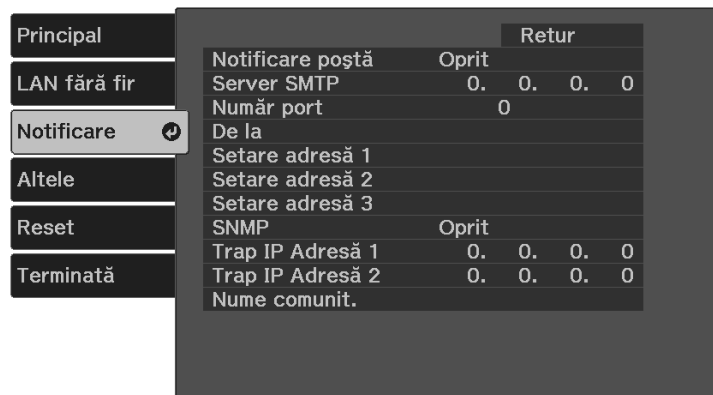 Principal
LAN fără fir
Notificare
Altele
Reset
Terminată
Retur
Notificare poştă Oprit
Server SMTP 0. 0. 0. 0
Număr port 0
De la
Setare adresă 1
Setare adresă 2
Setare adresă 3
SNMP Oprit
Trap IP Adresă 1 0. 0. 0. 0
Trap IP Adresă 2 0. 0. 0. 0
Nume comunit.